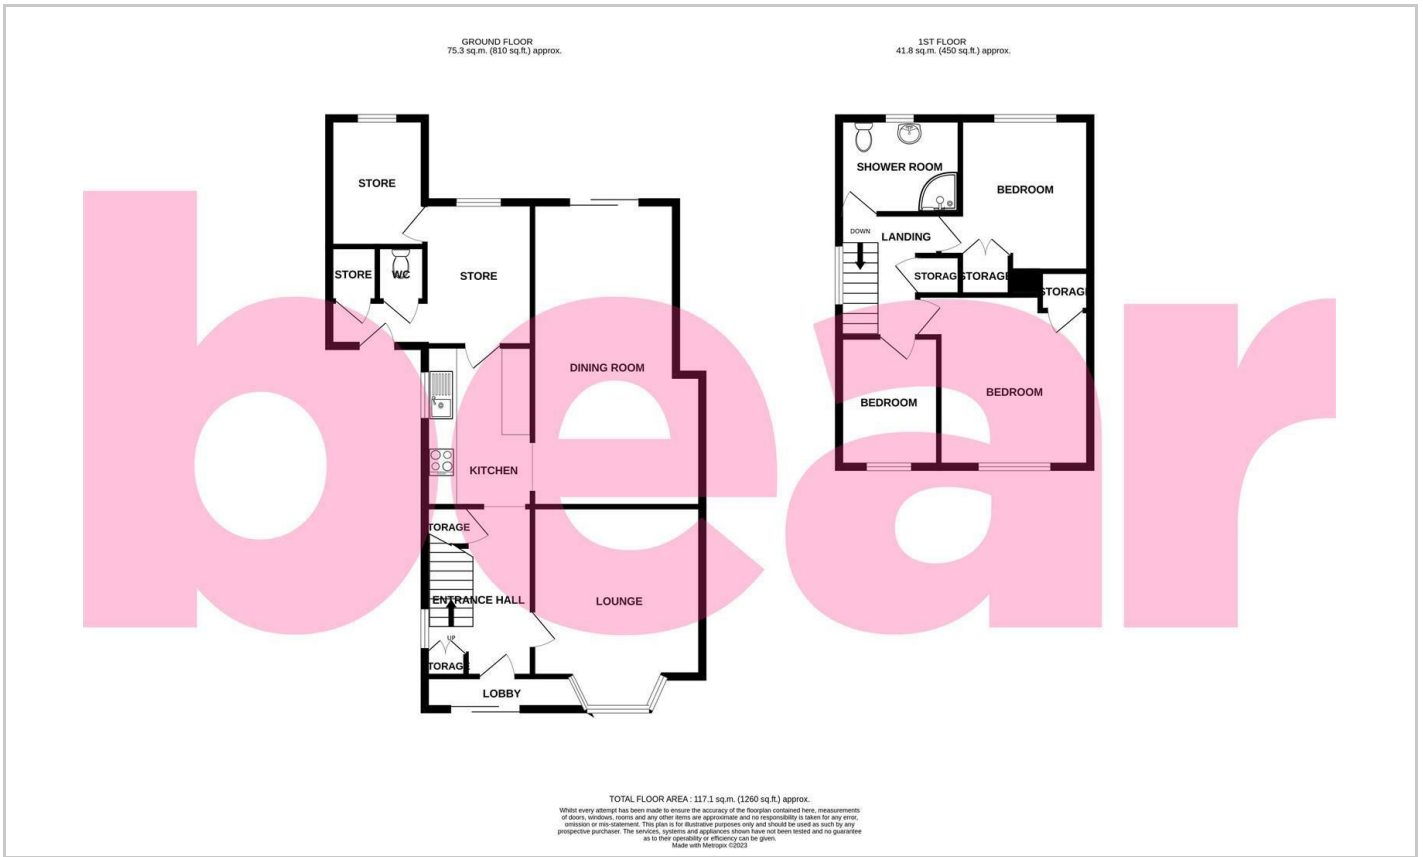 GROUND FLOOR
75.3 sq.m. (810 sq.ft.) approx.
1ST FLOOR
41.8 sq.m. (450 sq.ft.) approx.
STORE
STORE
WC
STORE
DINING ROOM
KITCHEN
TORAGE
ENTRANCE HALL
UP
TORAGE
LOUNGE
LOBBY
SHOWER ROOM
BEDROOM
DOWN
LANDING
STORAG
STORAGE
STORAGE
BEDROOM
BEDROOM
bear
TOTAL FLOOR AREA : 117.1 sq.m. (1260 sq.ft.) approx.
Whilst every attempt has been made to ensure the accuracy of the floorplan contained here, measurements
of doors, windows, rooms and any other items are approximate and no responsibility is taken for any error,
omission or mis-statement. This plan is for illustrative purposes only and should be used as such by any
prospective purchaser. The services, systems and appliances shown have not been tested and no guarantee
as to their operability or efficiency can be given.
Made with Metropix ©2023